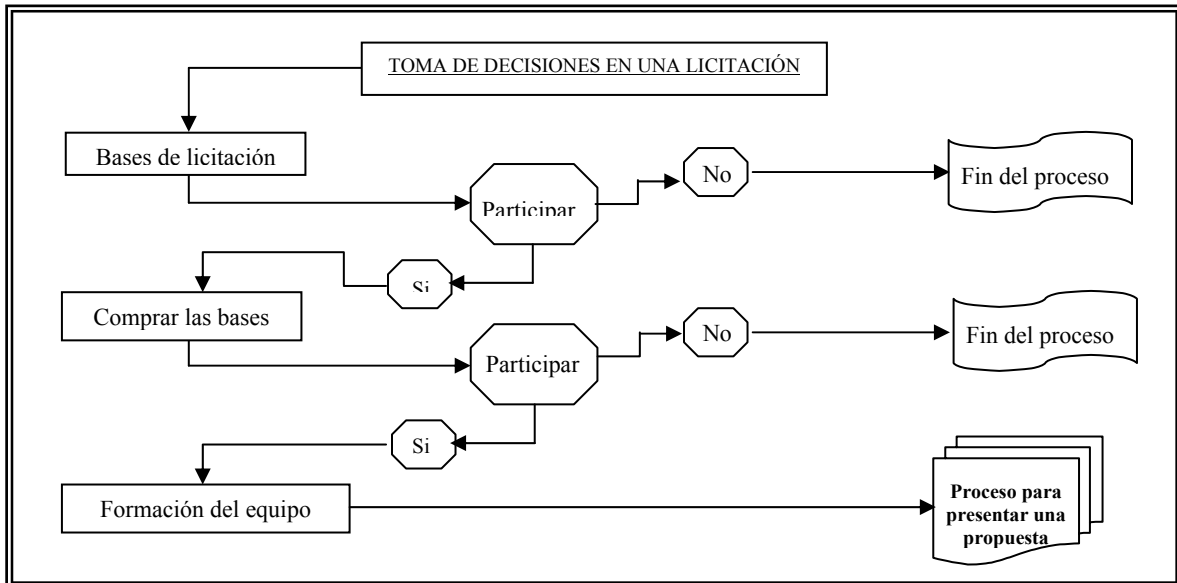 TOMA DE DECISIONES EN UNA LICITACIÓN
Bases de licitación
Participar
No
Fin del proceso
Si
Comprar las bases
Participar
No
Fin del proceso
Si
Formación del equipo
Proceso para
presentar una
propuesta